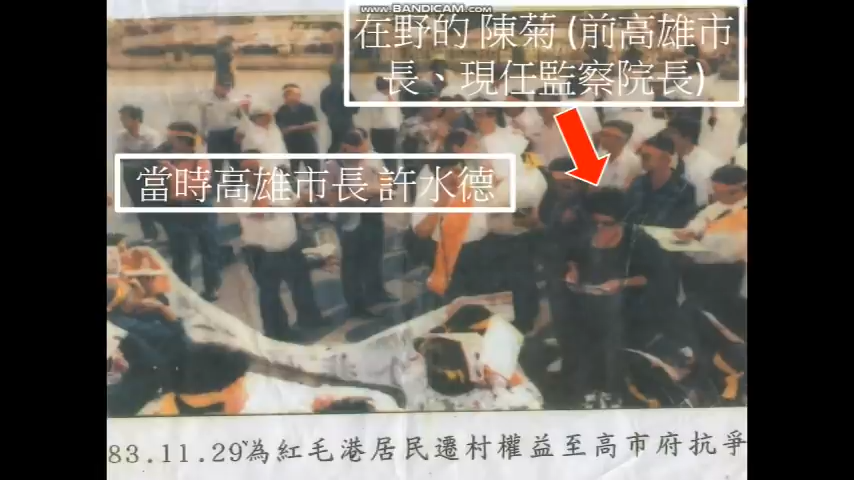 www.BANDICAM.com
在野的 陳菊 (前高雄市
長、現任監察院長)
當時高雄市長 許水德
83.11.29為紅毛港居民遷村權益至高市府抗爭